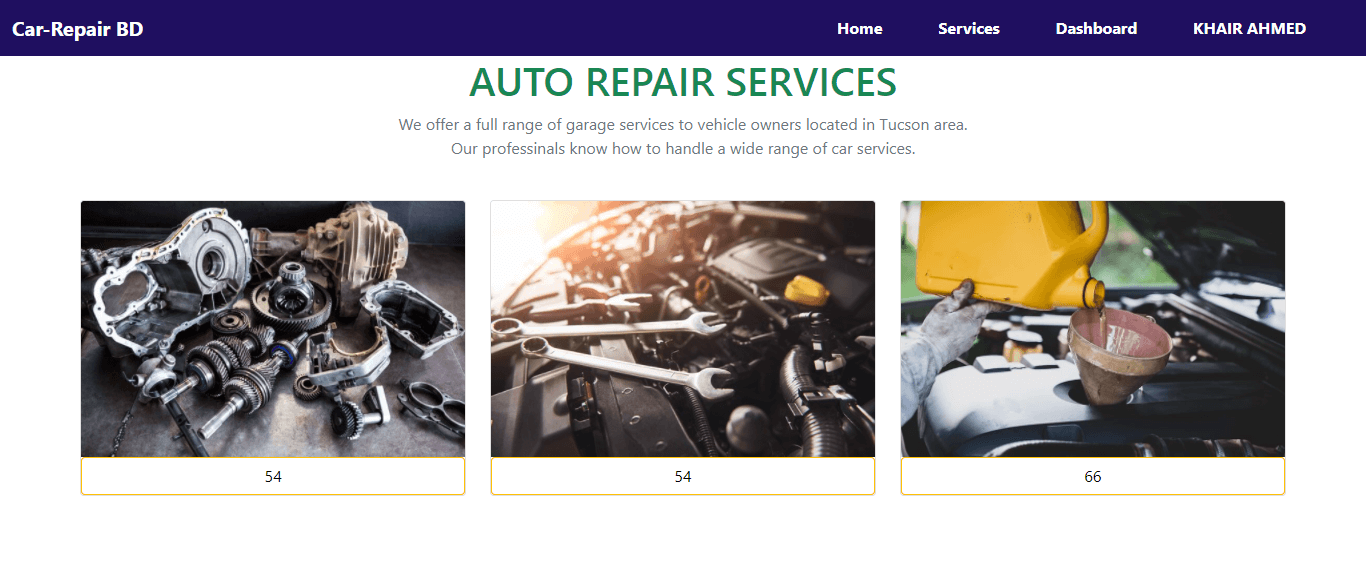 Car-Repair BD
Home Services Dashboard KHAIR AHMED
AUTO REPAIR SERVICES
We offer a full range of garage services to vehicle owners located in Tucson area.
Our professinals know how to handle a wide range of car services.
54
54
66